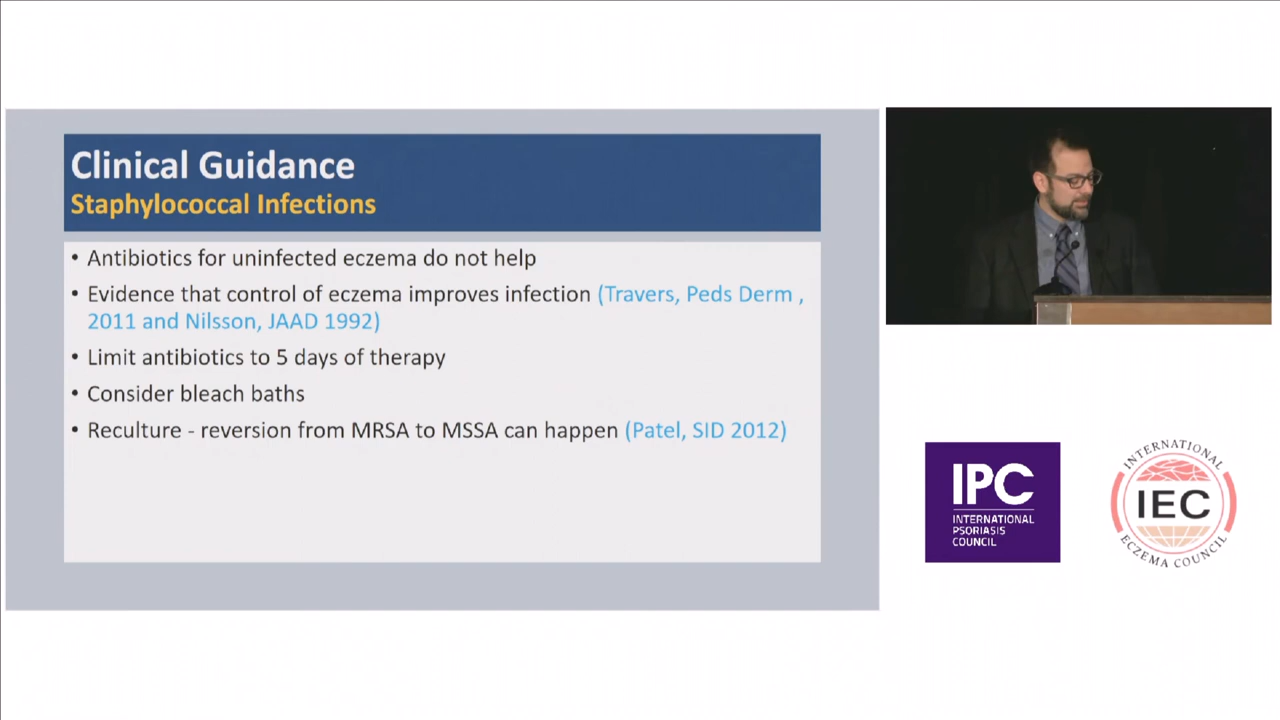 Clinical Guidance
Staphylococcal Infections
• Antibiotics for uninfected eczema do not help
• Evidence that control of eczema improves infection (Travers, Peds Derm ,
2011 and Nilsson, JAAD 1992)
• Limit antibiotics to 5 days of therapy
• Consider bleach baths
• Reculture - reversion from MRSA to MSSA can happen (Patel, SID 2012)
IPC
INTERNATIONAL
PSORIASIS
COUNCIL
INTERNATIONAL
IEC
ECZEMA COUNCIL